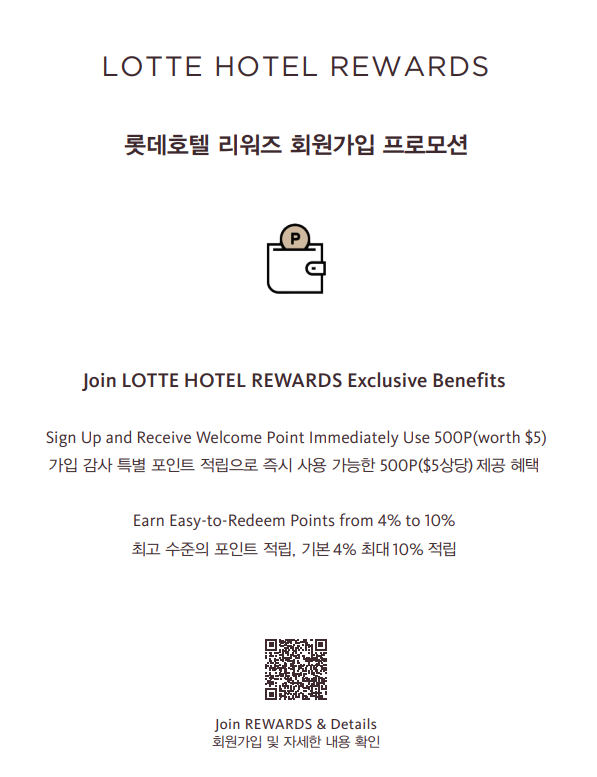 LOTTE HOTEL REWARDS
롯데호텔 리워즈 회원가입 프로모션
P
Join LOTTE HOTEL REWARDS Exclusive Benefits
Sign Up and Receive Welcome Point Immediately Use 500P(worth $5)
가입 감사 특별 포인트 적립으로 즉시 사용 가능한 500P($5상당) 제공 혜택
Earn Easy-to-Redeem Points from 4% to 10%
최고 수준의 포인트 적립, 기본 4% 최대 10% 적립
Join REWARDS & Details
회원가입 및 자세한 내용 확인